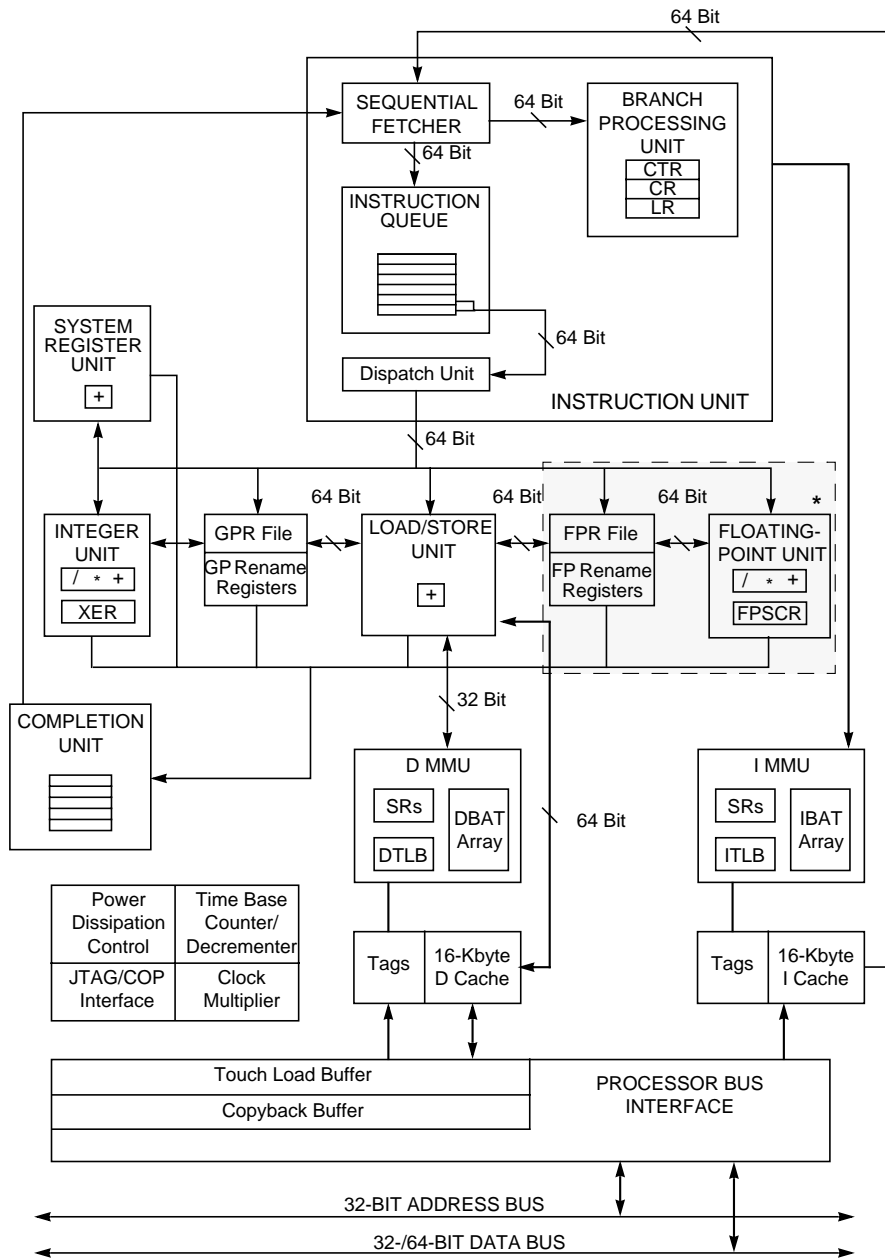 64 Bit
SEQUENTIAL
FETCHER
64 Bit
BRANCH
PROCESSING
UNIT
CTR
CR
LR
64 Bit
INSTRUCTION
QUEUE
64 Bit
Dispatch Unit
INSTRUCTION UNIT
SYSTEM
REGISTER
UNIT
+
64 Bit
INTEGER
UNIT
/ * +
XER
64 Bit
GPR File
GP Rename
Registers
LOAD/STORE
UNIT
+
64 Bit
FPR File
FP Rename
Registers
64 Bit
*
FLOATING-
POINT UNIT
/ * +
FPSCR
COMPLETION
UNIT
32 Bit
D MMU
SRs
DBAT
Array
DTLB
64 Bit
I MMU
SRs
IBAT
Array
ITLB
Power
Dissipation
Control
Time Base
Counter/
Decrementer
JTAG/COP
Interface
Clock
Multiplier
Tags
16-Kbyte
D Cache
Tags
16-Kbyte
I Cache
Touch Load Buffer
Copyback Buffer
PROCESSOR BUS
INTERFACE
32-BIT ADDRESS BUS
32-/64-BIT DATA BUS